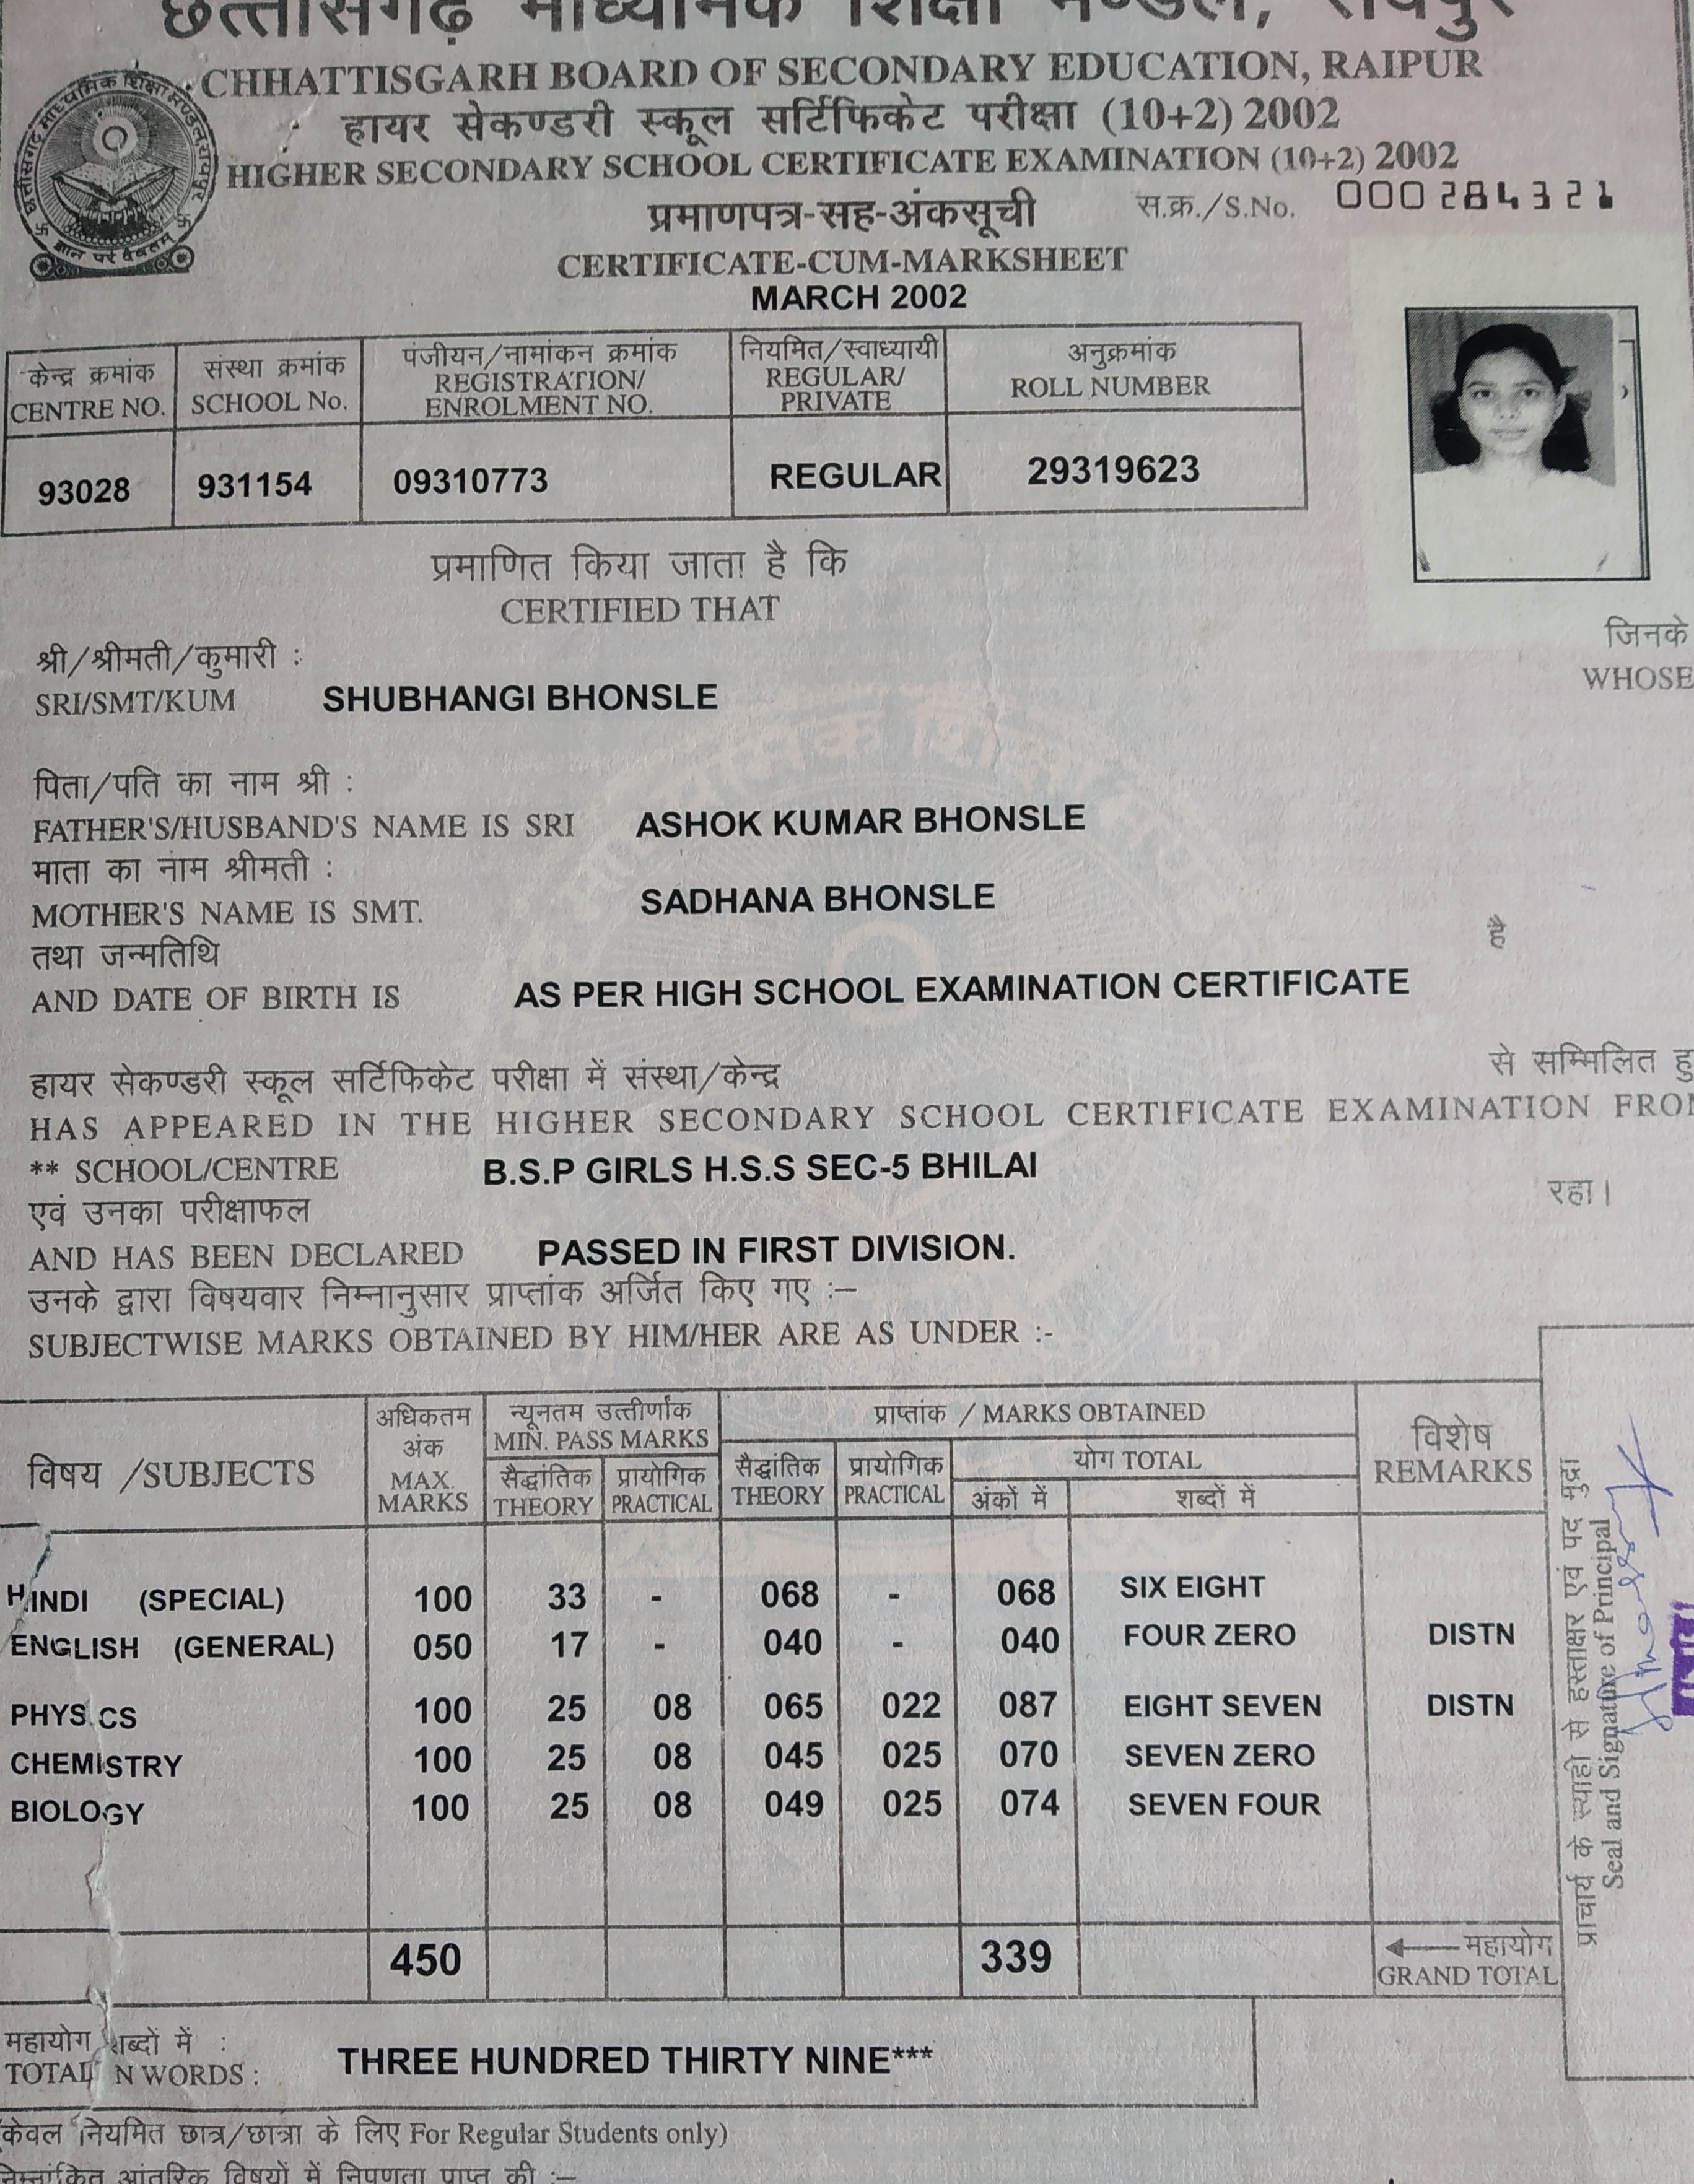 छत्तीसगढ़ माध्यमिक शिक्षा मण्डल, रायपुर
CHHATTISGARH BOARD OF SECONDARY EDUCATION, RAIPUR
हायर सेकण्डरी स्कूल सर्टिफिकेट परीक्षा (10+2) 2002
HIGHER SECONDARY SCHOOL CERTIFICATE EXAMINATION (10+2) 2002
प्रमाणपत्र-सह-अंकसूची स.क्र./S.No. 000284321
CERTIFICATE-CUM-MARKSHEET
MARCH 2002
छत्तीसगढ़ माध्यमिक शिक्षा मण्डल रायपुर
केन्द्र क्रमांक संस्था क्रमांक पंजीयन/नामांकन क्रमांक नियमित/स्वाध्यायी अनुक्रमांक
CENTRE NO. SCHOOL No. REGISTRATION/ ENROLMENT NO. REGULAR/ PRIVATE ROLL NUMBER
93028 931154 09310773 REGULAR 29319623
प्रमाणित किया जाता है कि
CERTIFIED THAT
श्री/श्रीमती/कुमारी : जिनके
SRI/SMT/KUM SHUBHANGI BHONSLE WHOSE
पिता/पति का नाम श्री :
FATHER'S/HUSBAND'S NAME IS SRI ASHOK KUMAR BHONSLE
माता का नाम श्रीमती :
MOTHER'S NAME IS SMT. SADHANA BHONSLE
तथा जन्मतिथि है
AND DATE OF BIRTH IS AS PER HIGH SCHOOL EXAMINATION CERTIFICATE
हायर सेकण्डरी स्कूल सर्टिफिकेट परीक्षा में संस्था/केन्द्र से सम्मिलित हु
HAS APPEARED IN THE HIGHER SECONDARY SCHOOL CERTIFICATE EXAMINATION FROM
** SCHOOL/CENTRE B.S.P GIRLS H.S.S SEC-5 BHILAI
एवं उनका परीक्षाफल रहा।
AND HAS BEEN DECLARED PASSED IN FIRST DIVISION.
उनके द्वारा विषयवार निम्नानुसार प्राप्तांक अर्जित किए गए :–
SUBJECTWISE MARKS OBTAINED BY HIM/HER ARE AS UNDER :-
विषय /SUBJECTS अधिकतम अंक MAX. MARKS न्यूनतम उत्तीर्णांक MIN. PASS MARKS प्राप्तांक / MARKS OBTAINED विशेष REMARKS
सैद्धांतिक THEORY प्रायोगिक PRACTICAL सैद्धांतिक THEORY प्रायोगिक PRACTICAL योग TOTAL
अंकों में शब्दों में
HINDI (SPECIAL) 100 33 - 068 - 068 SIX EIGHT
ENGLISH (GENERAL) 050 17 - 040 - 040 FOUR ZERO DISTN
PHYSICS 100 25 08 065 022 087 EIGHT SEVEN DISTN
CHEMISTRY 100 25 08 045 025 070 SEVEN ZERO
BIOLOGY 100 25 08 049 025 074 SEVEN FOUR
450 339 महायोग
GRAND TOTAL
महायोग शब्दों में :
TOTAL IN WORDS : THREE HUNDRED THIRTY NINE***
प्राचार्य के स्याही से हस्ताक्षर एवं पद मुद्रा
Seal and Signature of Principal
केवल नियमित छात्र/छात्रा के लिए For Regular Students only)
निम्नांकित आंतरिक विषयों में निपुणता प्राप्त की :–